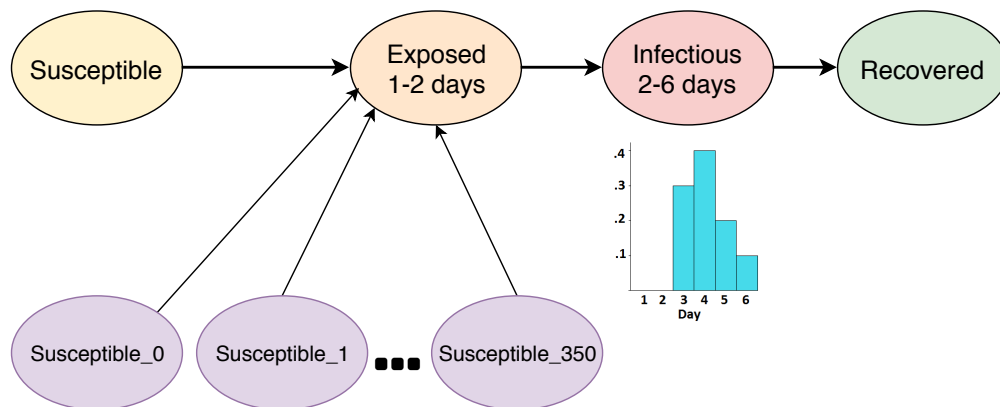 Susceptible
Exposed
1-2 days
Infectious
2-6 days
Recovered
.4
.3
.2
.1
1 2 3 4 5 6
Day
Susceptible_0
Susceptible_1
Susceptible_350